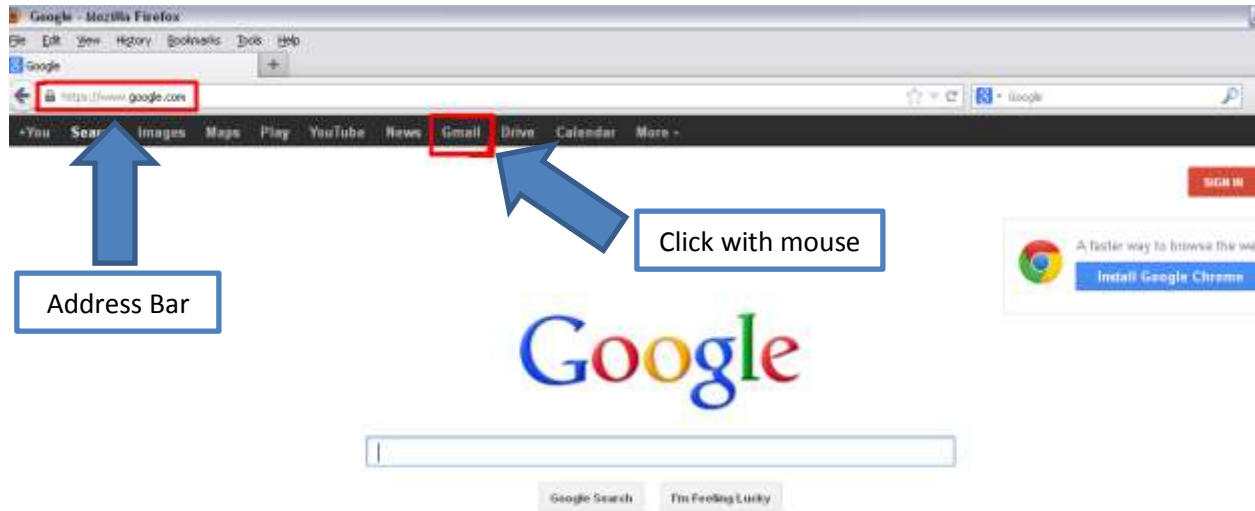 Google - Mozilla Firefox
File Edit View History Bookmarks Tools Help
Google +
https://www.google.com Google
+You Search Images Maps Play YouTube News Gmail Drive Calendar More
SIGN IN
Click with mouse
A faster way to browse the we
Install Google Chrome
Address Bar
Google
Google Search I'm Feeling Lucky